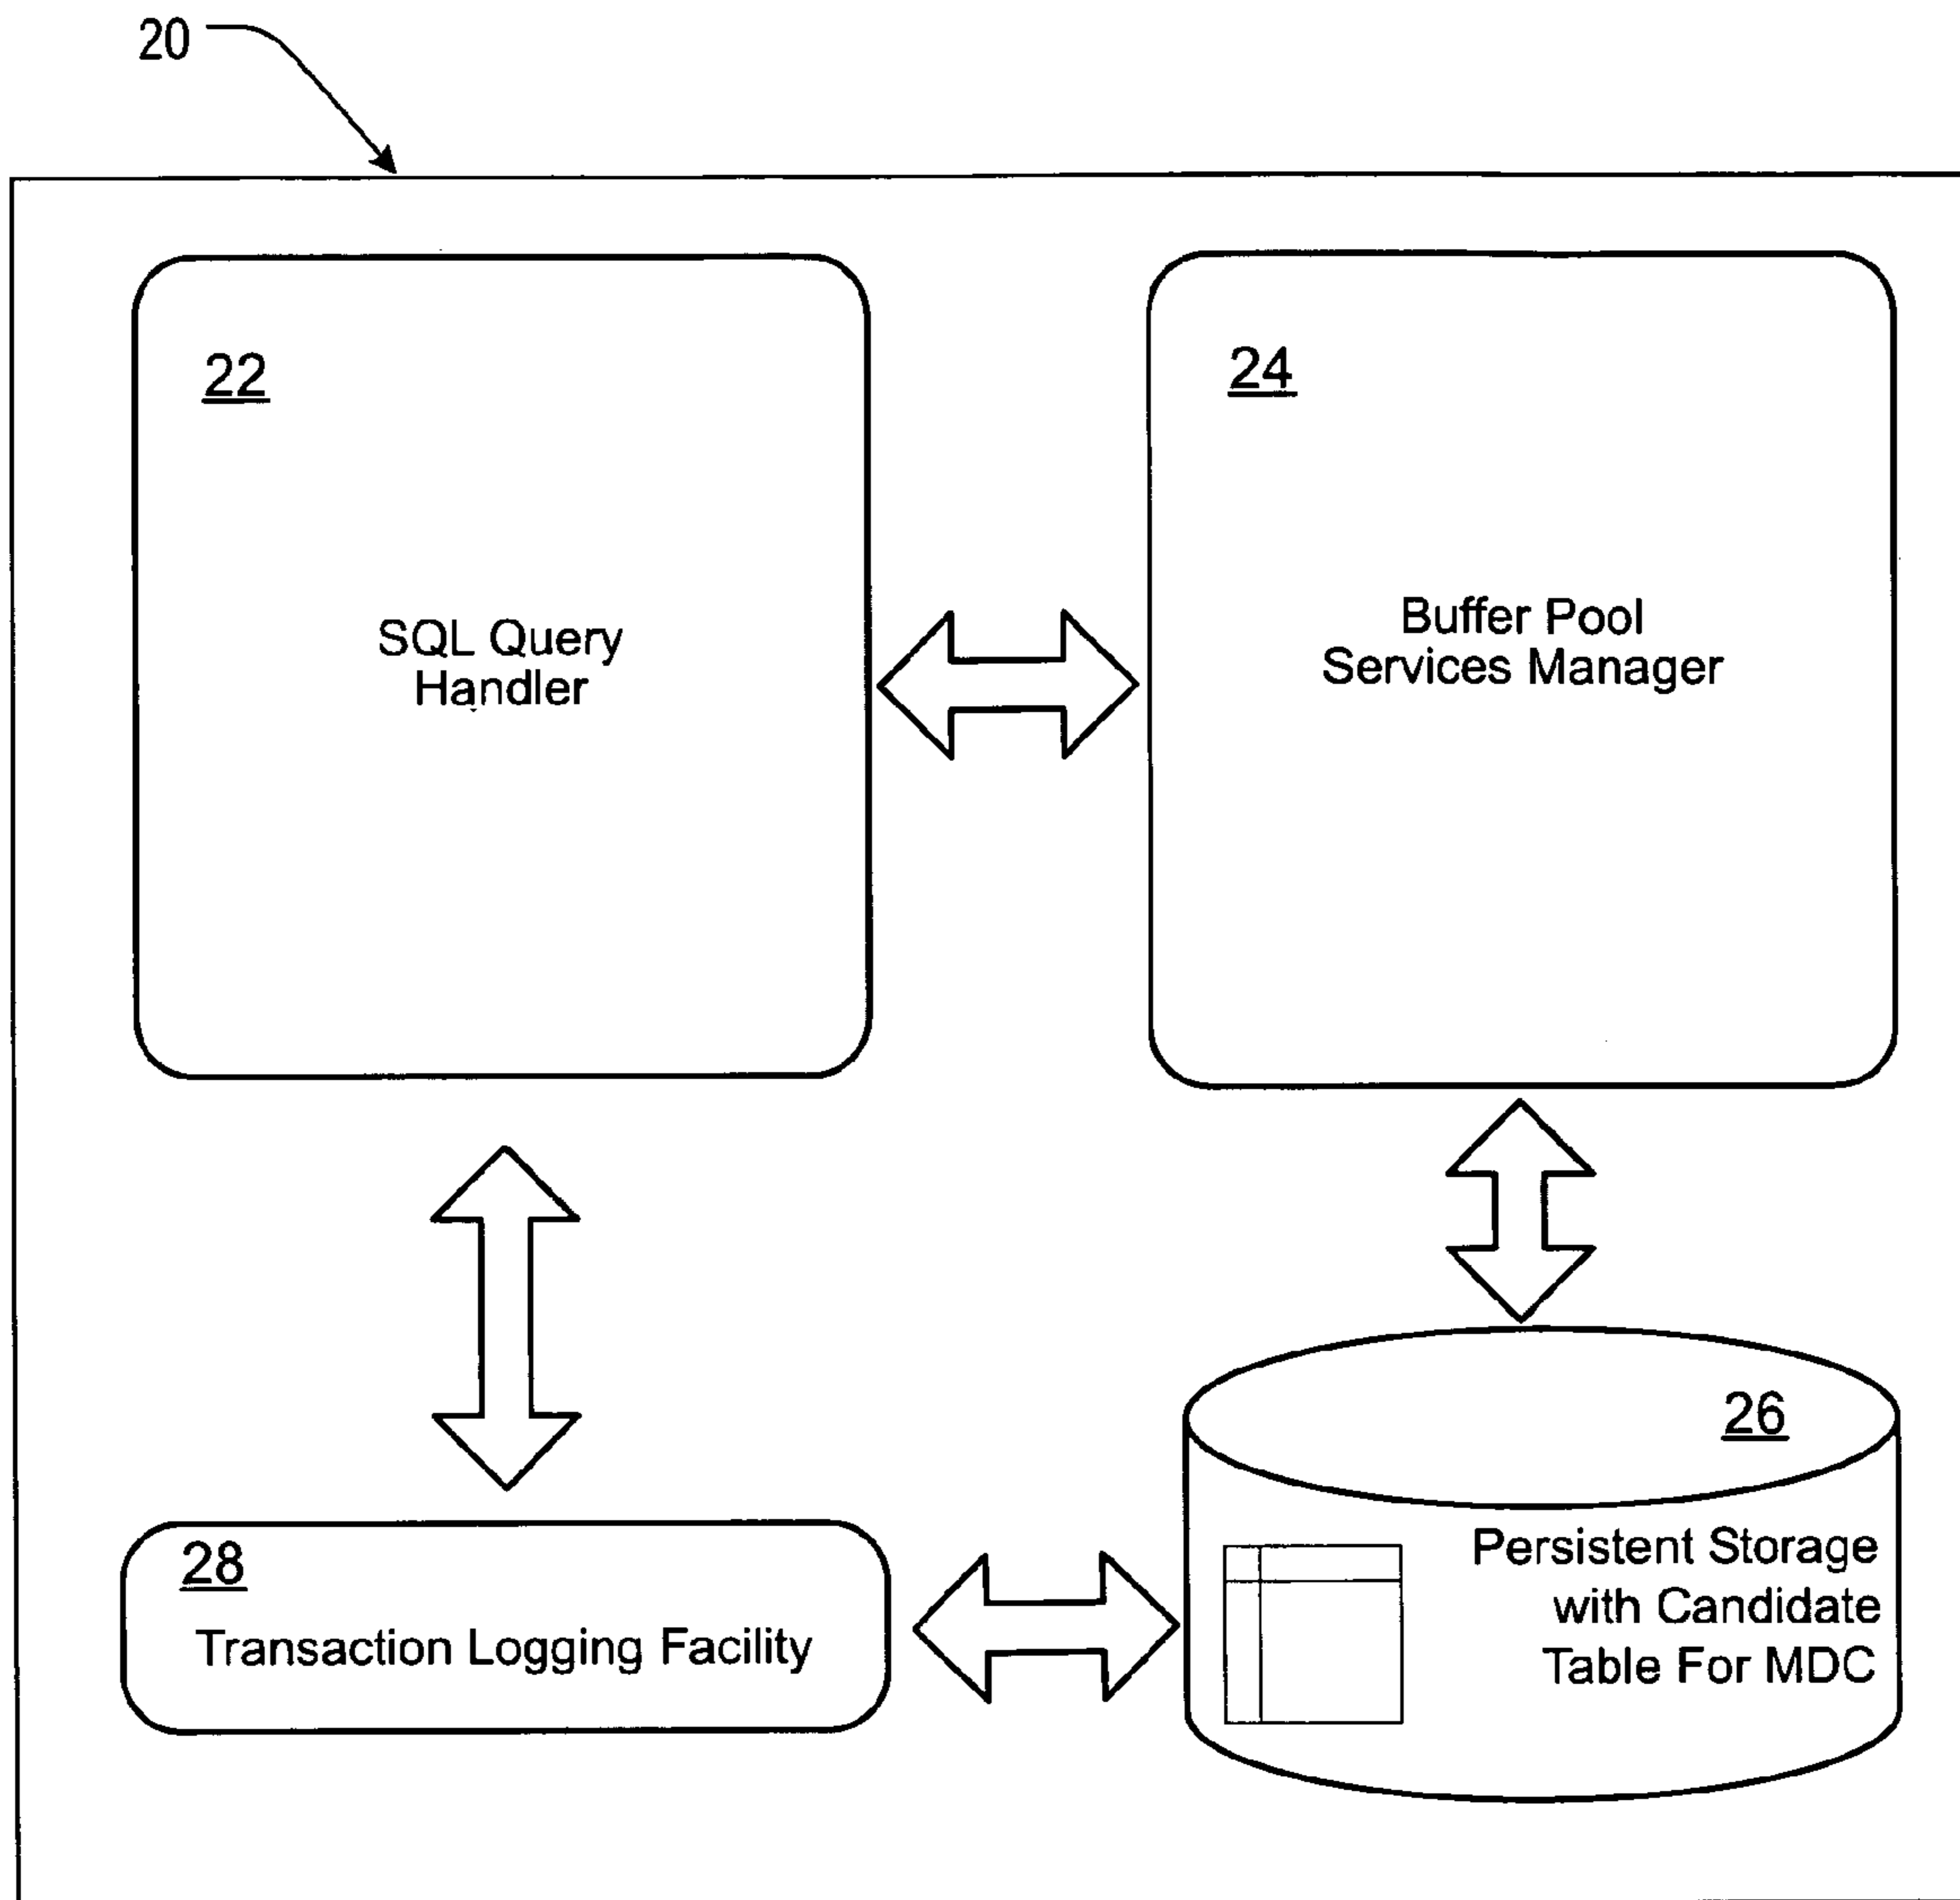 20
22
SQL Query
Handler
24
Buffer Pool
Services Manager
26
Persistent Storage
with Candidate
Table For MDC
28
Transaction Logging Facility